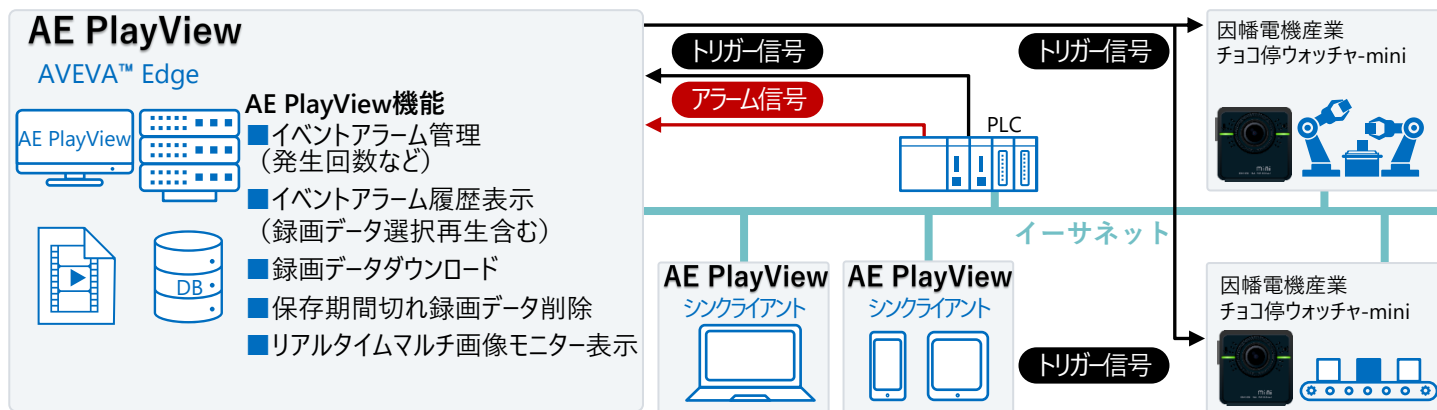 AE PlayView
AVEVA™ Edge
AE PlayView
AE PlayView機能
■イベントアラーム管理
（発生回数など）
■イベントアラーム履歴表示
（録画データ選択再生含む）
■録画データダウンロード
■保存期間切れ録画データ削除
■リアルタイムマルチ画像モニター表示
DB
トリガー信号
アラーム信号
PLC
トリガー信号
イーサネット
AE PlayView
シンクライアント
AE PlayView
シンクライアント
トリガー信号
因幡電機産業
チョコ停ウォッチャ-mini
mini
因幡電機産業
チョコ停ウォッチャ-mini
mini